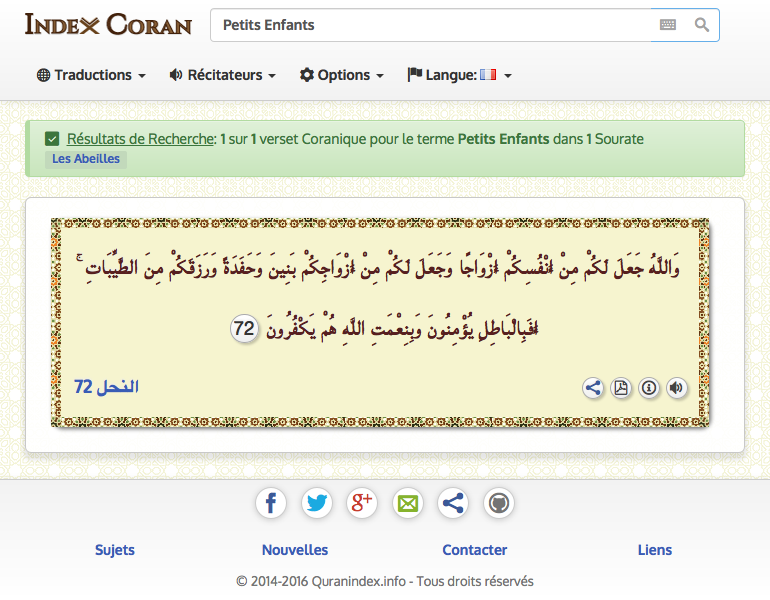 Index Coran
Petits Enfants
Traductions
Récitateurs
Options
Langue:
Résultats de Recherche: 1 sur 1 verset Coranique pour le terme Petits Enfants dans 1 Sourate
Les Abeilles
وَاللَّهُ جَعَلَ لَكُمْ مِنْ أَنْفُسِكُمْ أَزْوَاجًا وَجَعَلَ لَكُمْ مِنْ أَزْوَاجِكُمْ بَنِينَ وَحَفَدَةً وَرَزَقَكُمْ مِنَ الطَّيِّبَاتِ ۚ
أَفَبِالْبَاطِلِ يُؤْمِنُونَ وَبِنِعْمَتِ اللَّهِ هُمْ يَكْفُرُونَ 72
النحل 72
Sujets
Nouvelles
Contacter
Liens
© 2014-2016 Quranindex.info - Tous droits réservés